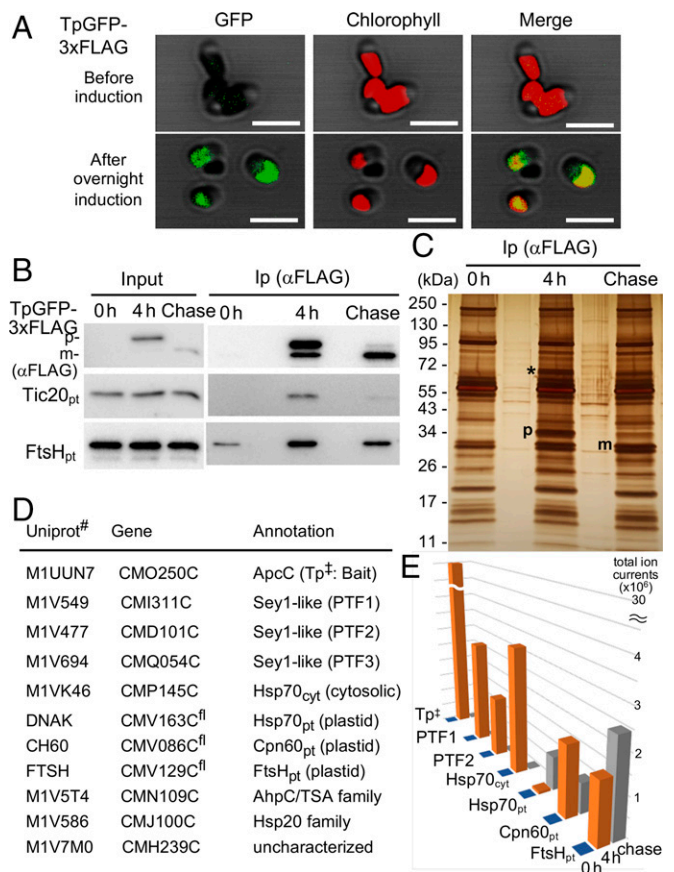 A
TpGFP-
3xFLAG
GFP
Chlorophyll
Merge
Before
induction
After
overnight
induction
B
Input
Ip (αFLAG)
TpGFP-
3xFLAG
0 h
4 h
Chase
0 h
4 h
Chase
p-
m-
(αFLAG)
Tic20pt
FtsHpt
C
Ip (αFLAG)
(kDa)
0 h
4 h
Chase
250 -
130 -
95 -
72 -
55 -
43 -
34 -
26 -
17 -
11 -
*
p
m
D
Uniprot# Gene Annotation
M1UUN7 CMO250C ApcC (Tp‡: Bait)
M1V549 CMI311C Sey1-like (PTF1)
M1V477 CMD101C Sey1-like (PTF2)
M1V694 CMQ054C Sey1-like (PTF3)
M1VK46 CMP145C Hsp70cyt (cytosolic)
DNAK CMV163Cfl Hsp70pt (plastid)
CH60 CMV086Cfl Cpn60pt (plastid)
FTSH CMV129Cfl FtsHpt (plastid)
M1V5T4 CMN109C AhpC/TSA family
M1V586 CMJ100C Hsp20 family
M1V7M0 CMH239C uncharacterized
E
total ion
currents
(x10⁶)
30
4
3
2
1
Tp‡
PTF1
PTF2
Hsp70cyt
Hsp70pt
Cpn60pt
FtsHpt
0 h
4h
chase